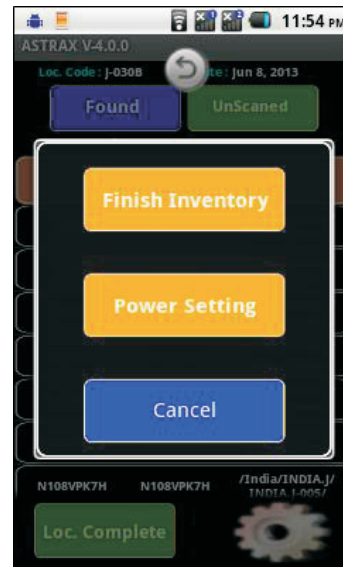 11:54 PM
ASTRAX V-4.0.0
Loc. Code : J-030B te : Jun 8, 2013
Found UnScaned
Finish Inventory
Power Setting
Cancel
N108VPK7H N108VPK7H /India/INDIA.J/
INDIA.J-005/
Loc. Complete